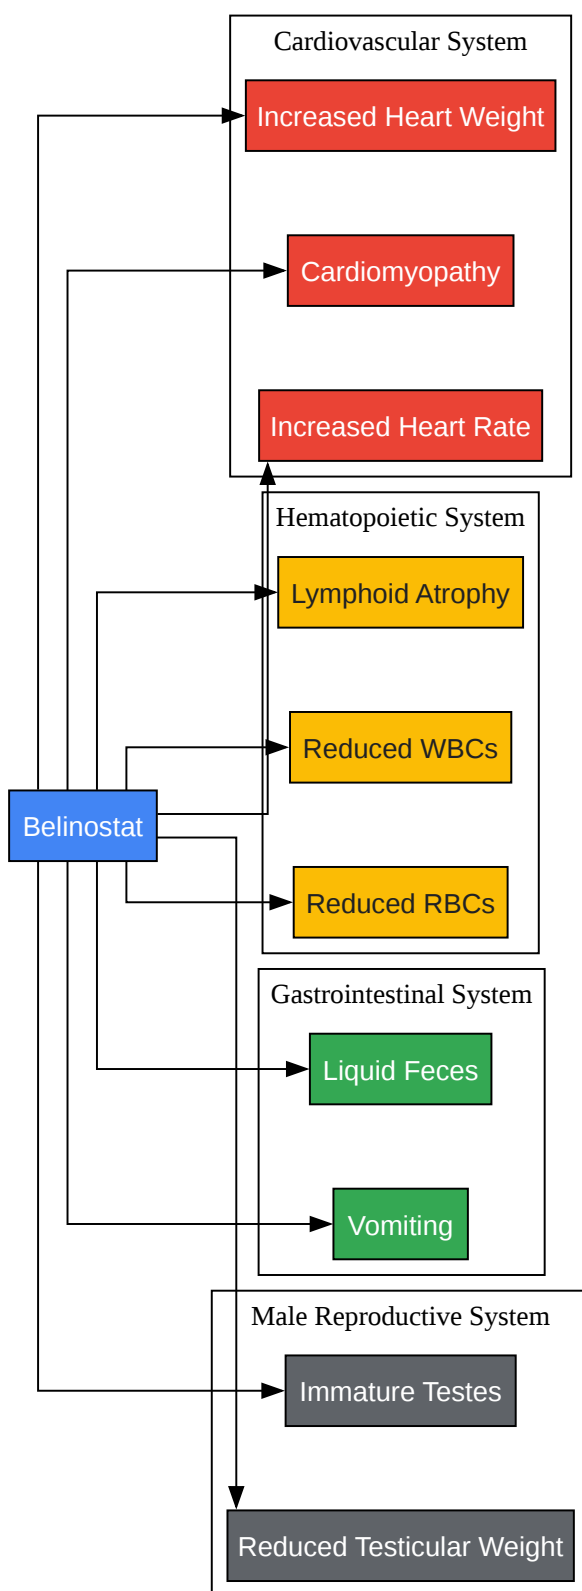 Cardiovascular System
Increased Heart Weight
Cardiomyopathy
Increased Heart Rate
Hematopoietic System
Lymphoid Atrophy
Reduced WBCs
Belinostat
Reduced RBCs
Gastrointestinal System
Liquid Feces
Vomiting
Male Reproductive System
Immature Testes
Reduced Testicular Weight